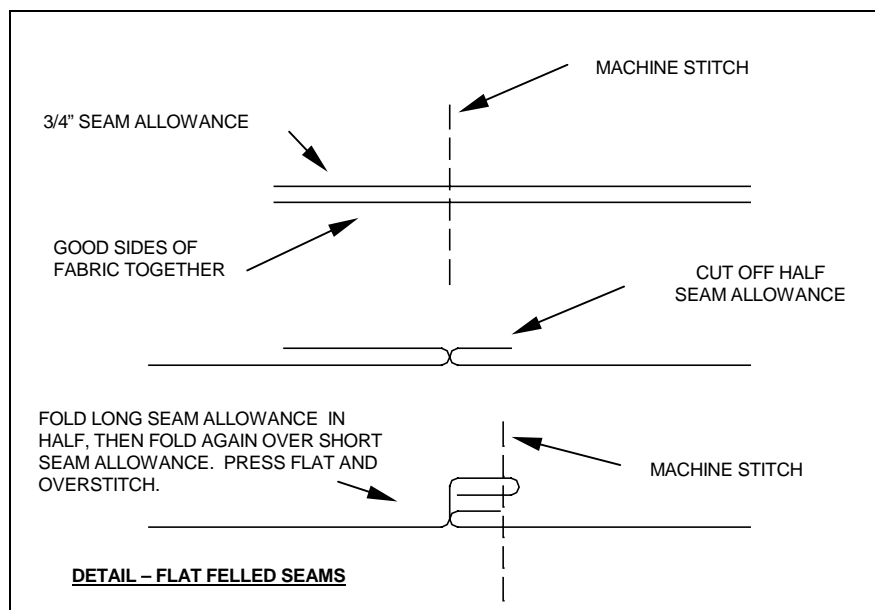 MACHINE STITCH
3/4” SEAM ALLOWANCE
GOOD SIDES OF
FABRIC TOGETHER
CUT OFF HALF
SEAM ALLOWANCE
FOLD LONG SEAM ALLOWANCE IN
HALF, THEN FOLD AGAIN OVER SHORT
SEAM ALLOWANCE. PRESS FLAT AND
OVERSTITCH.
MACHINE STITCH
DETAIL – FLAT FELLED SEAMS